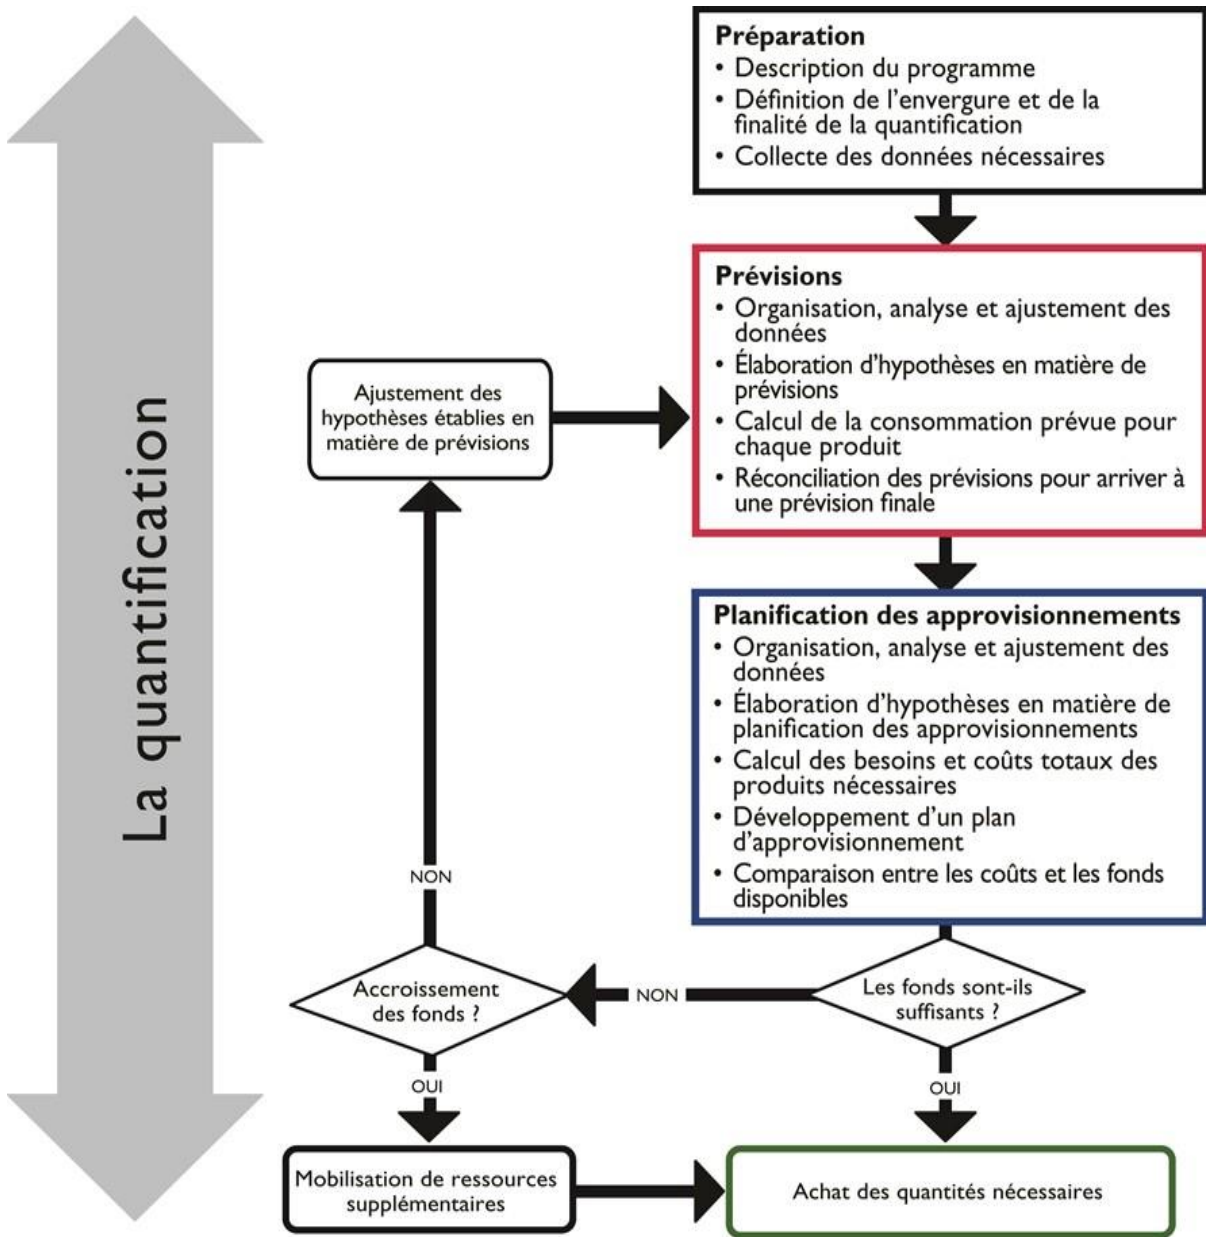 La quantification
Préparation
• Description du programme
• Définition de l'envergure et de la
finalité de la quantification
• Collecte des données nécessaires
Prévisions
• Organisation, analyse et ajustement des
données
• Élaboration d'hypothèses en matière de
prévisions
• Calcul de la consommation prévue pour
chaque produit
• Réconciliation des prévisions pour arriver à
une prévision finale
Ajustement des
hypothèses établies en
matière de prévisions
Planification des approvisionnements
• Organisation, analyse et ajustement des
données
• Élaboration d'hypothèses en matière de
planification des approvisionnements
• Calcul des besoins et coûts totaux des
produits nécessaires
• Développement d'un plan
d'approvisionnement
• Comparaison entre les coûts et les fonds
disponibles
NON
Accroissement
des fonds ?
NON
Les fonds sont-ils
suffisants ?
OUI
OUI
Mobilisation de ressources
supplémentaires
Achat des quantités nécessaires